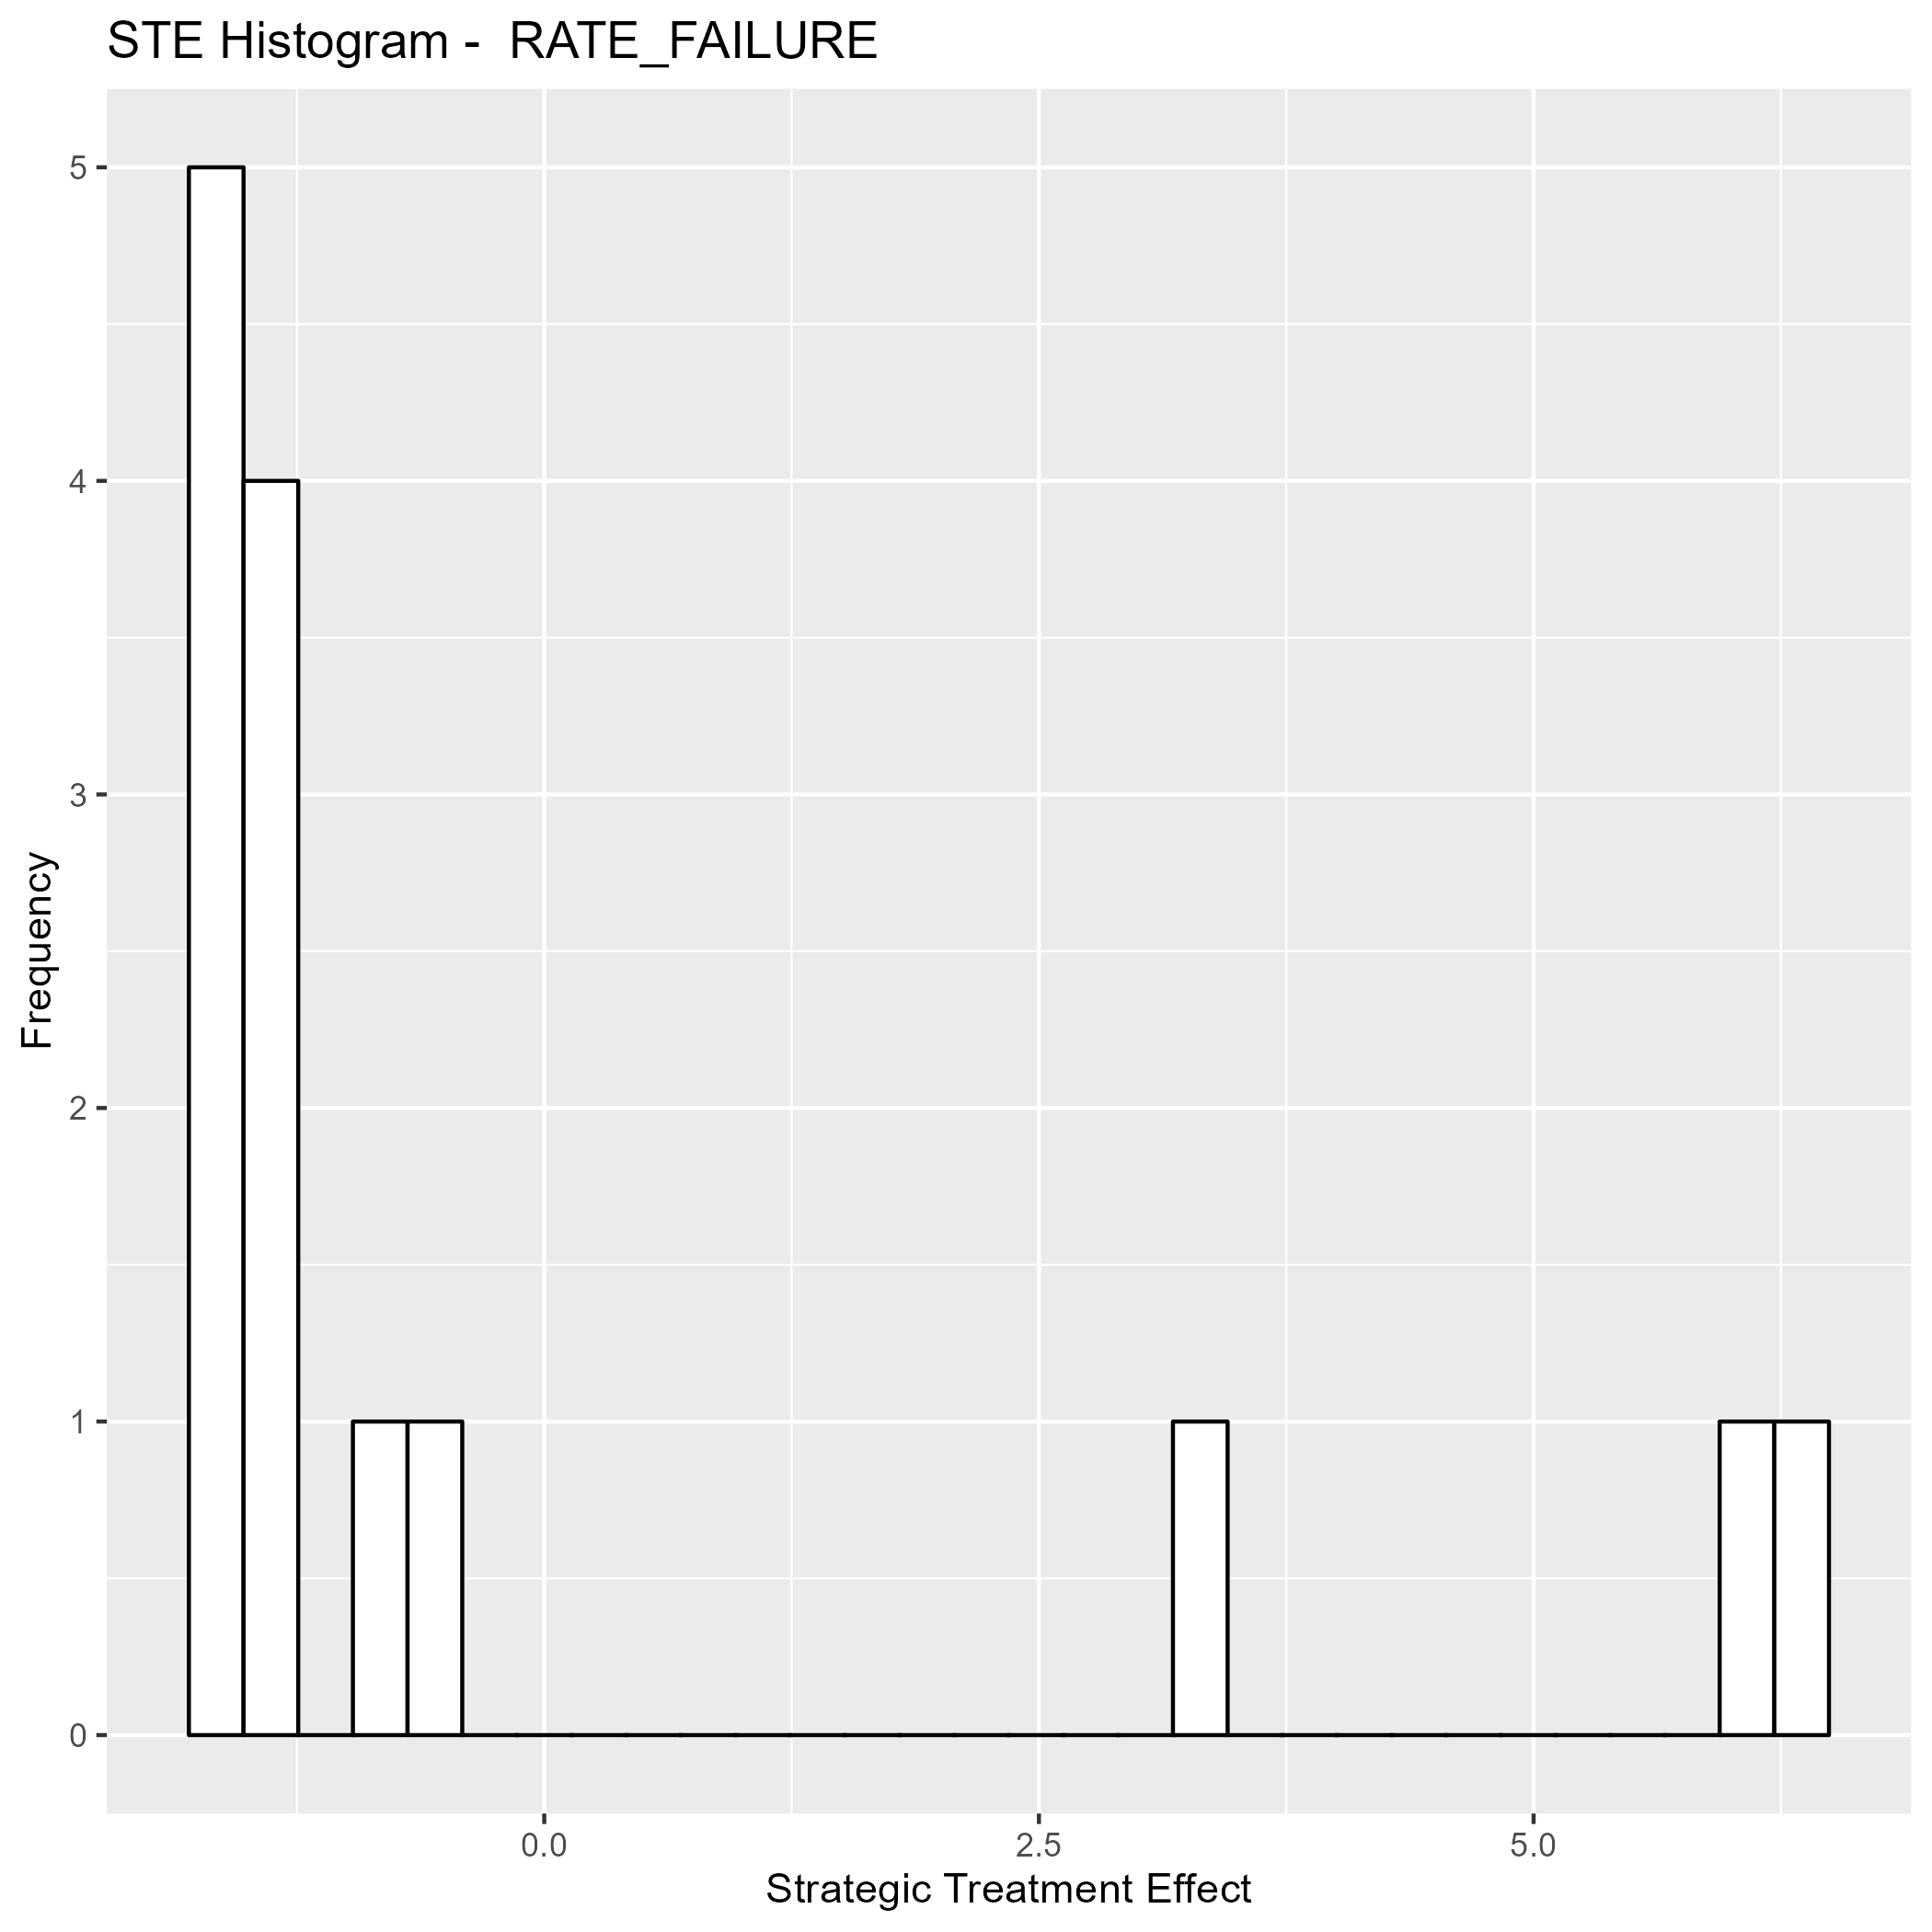 STE Histogram -  RATE_FAILURE
5
4
3
2
1
0
Frequency
0.0 2.5 5.0
Strategic Treatment Effect